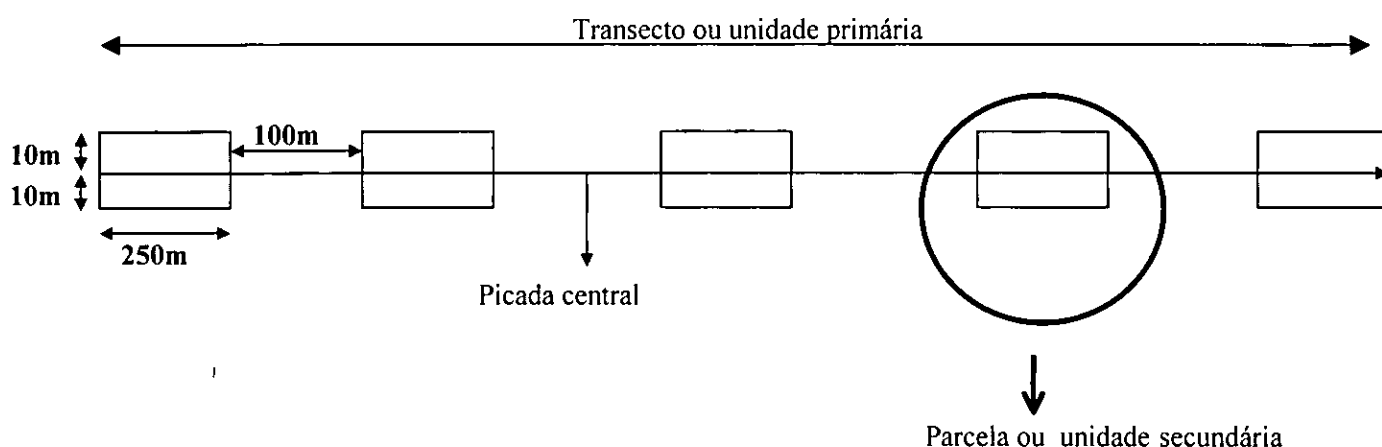 Transecto ou unidade primária
100m
10m
10m
250m
Picada central
Parcela ou unidade secundária